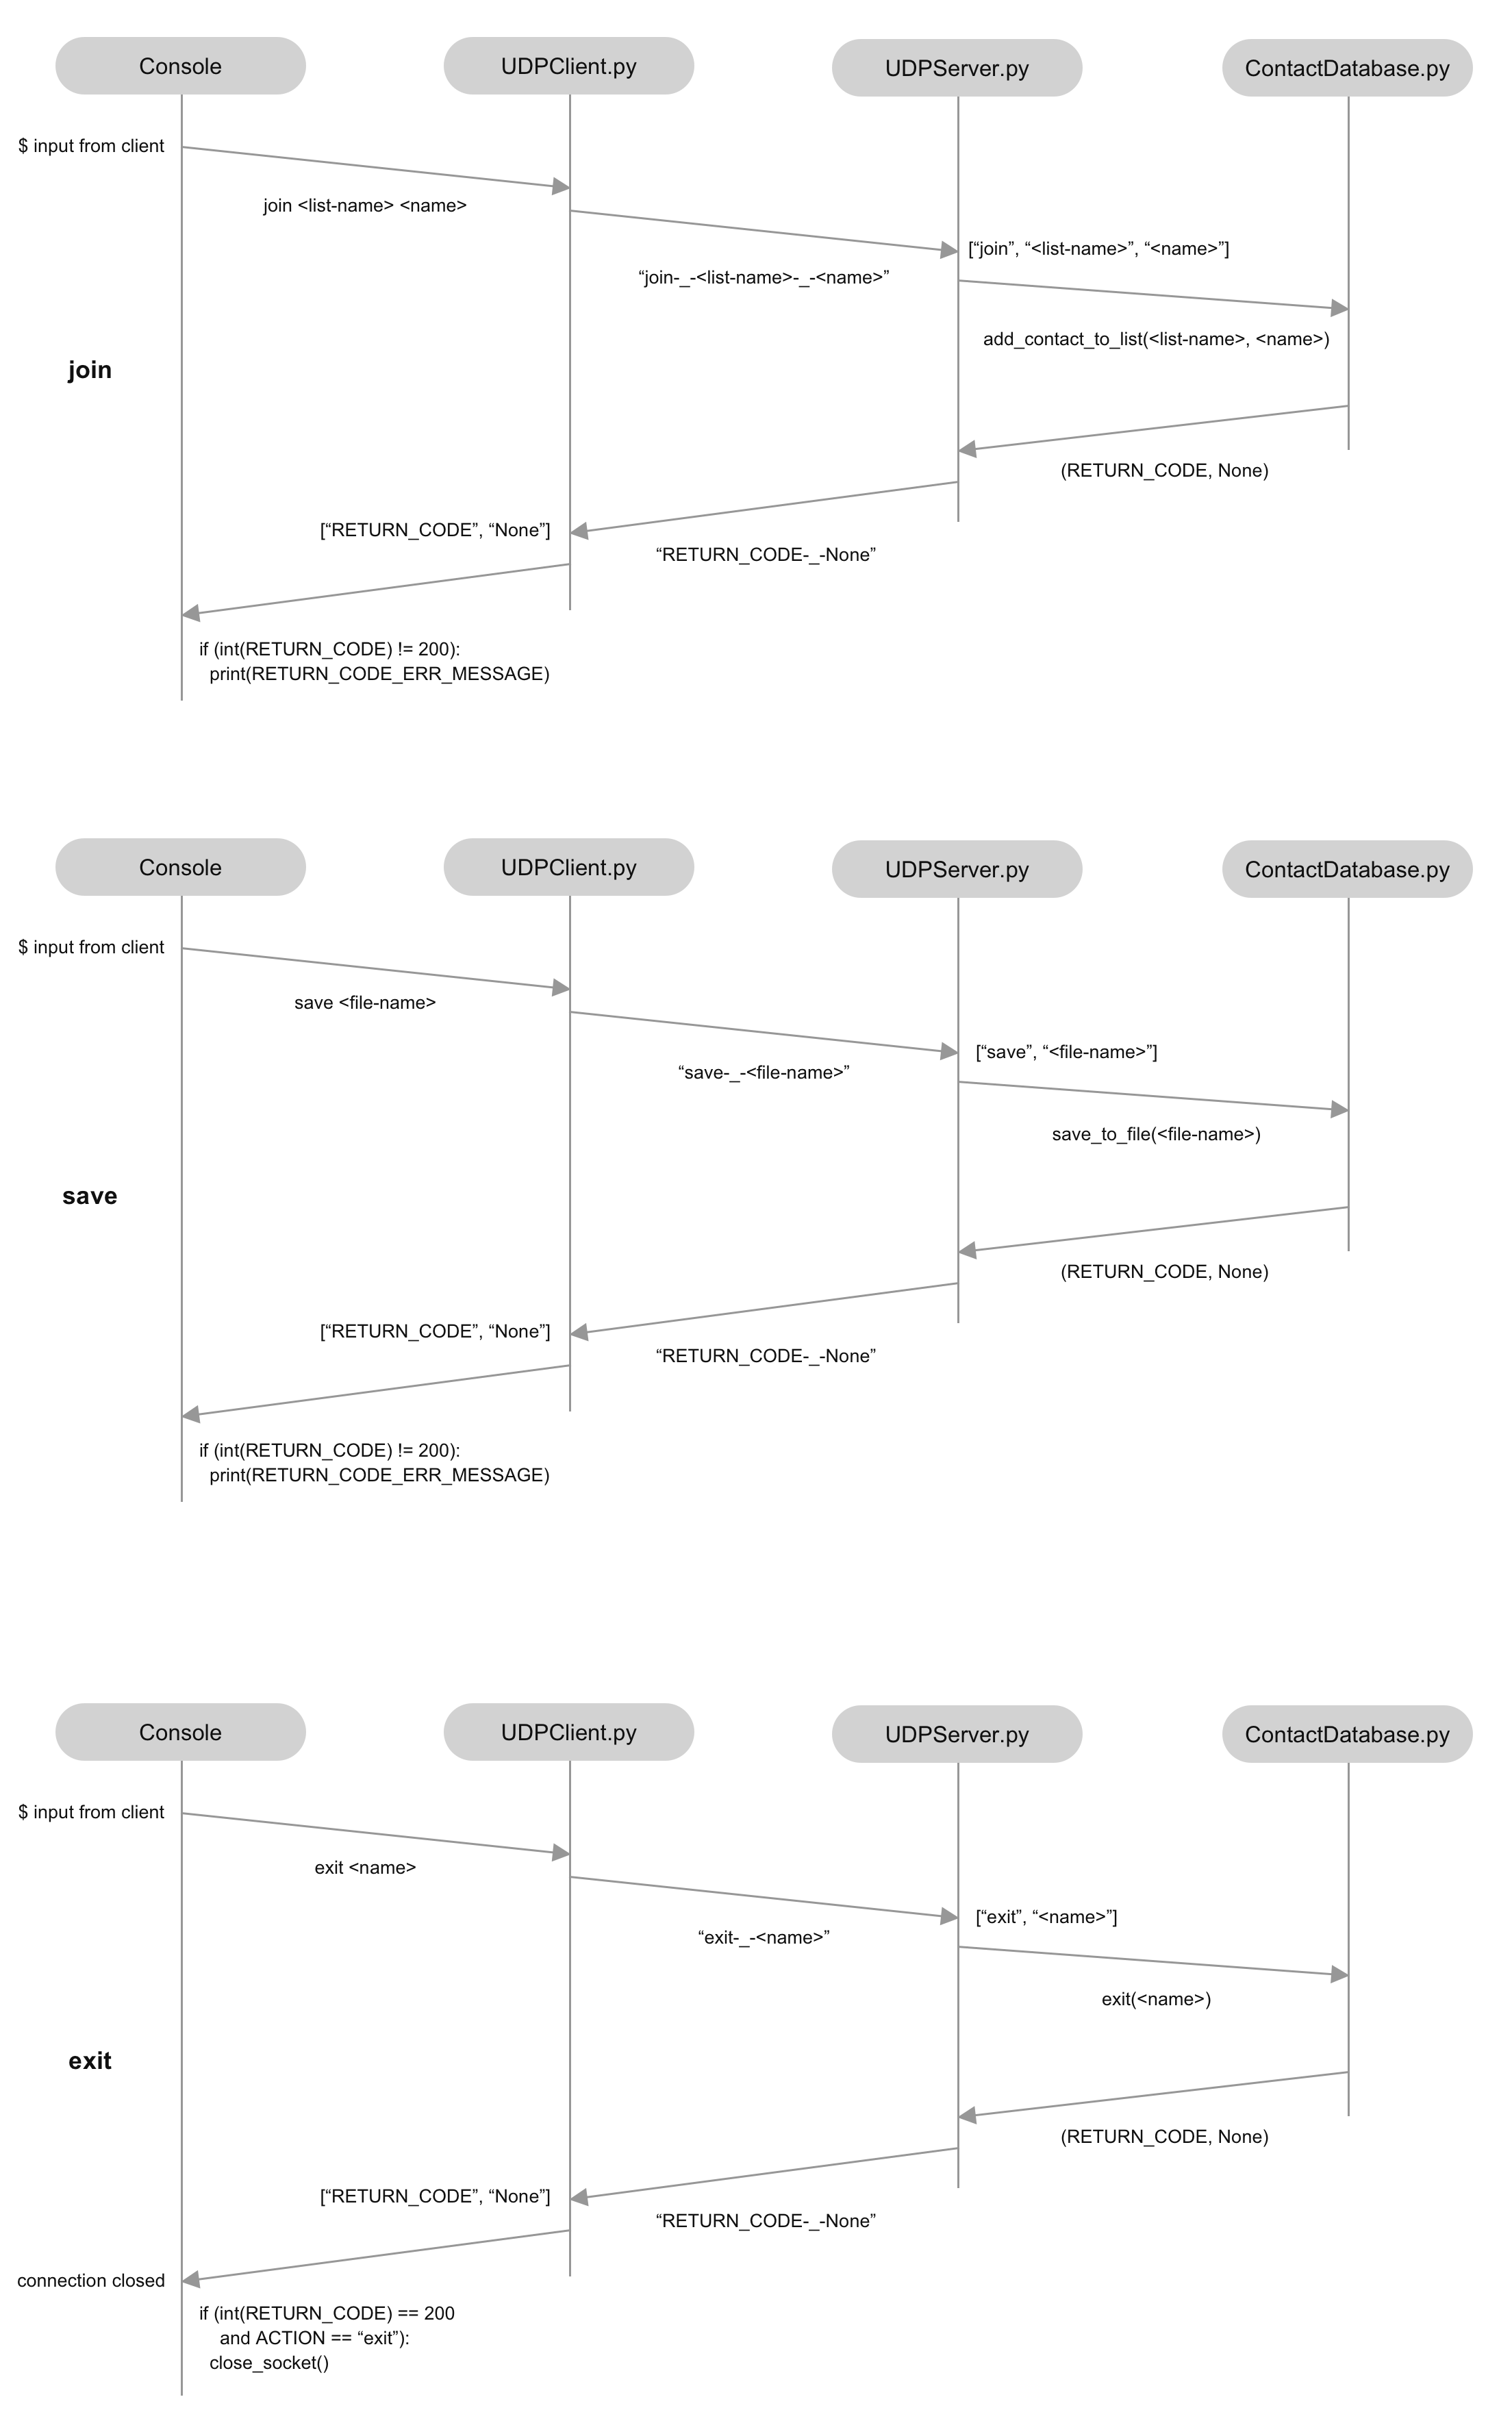 Console
UDPClient.py
UDPServer.py
ContactDatabase.py
$ input from client
join <list-name> <name>
[“join”, “<list-name>”, “<name>”]
“join-_-<list-name>-_-<name>”
add_contact_to_list(<list-name>, <name>)
join
(RETURN_CODE, None)
[“RETURN_CODE”, “None”]
“RETURN_CODE-_-None”
if (int(RETURN_CODE) != 200):
print(RETURN_CODE_ERR_MESSAGE)
Console
UDPClient.py
UDPServer.py
ContactDatabase.py
$ input from client
save <file-name>
[“save”, “<file-name>”]
“save-_-<file-name>”
save_to_file(<file-name>)
save
(RETURN_CODE, None)
[“RETURN_CODE”, “None”]
“RETURN_CODE-_-None”
if (int(RETURN_CODE) != 200):
print(RETURN_CODE_ERR_MESSAGE)
Console
UDPClient.py
UDPServer.py
ContactDatabase.py
$ input from client
exit <name>
[“exit”, “<name>”]
“exit-_-<name>”
exit(<name>)
exit
(RETURN_CODE, None)
[“RETURN_CODE”, “None”]
“RETURN_CODE-_-None”
connection closed
if (int(RETURN_CODE) == 200
and ACTION == “exit”):
close_socket()